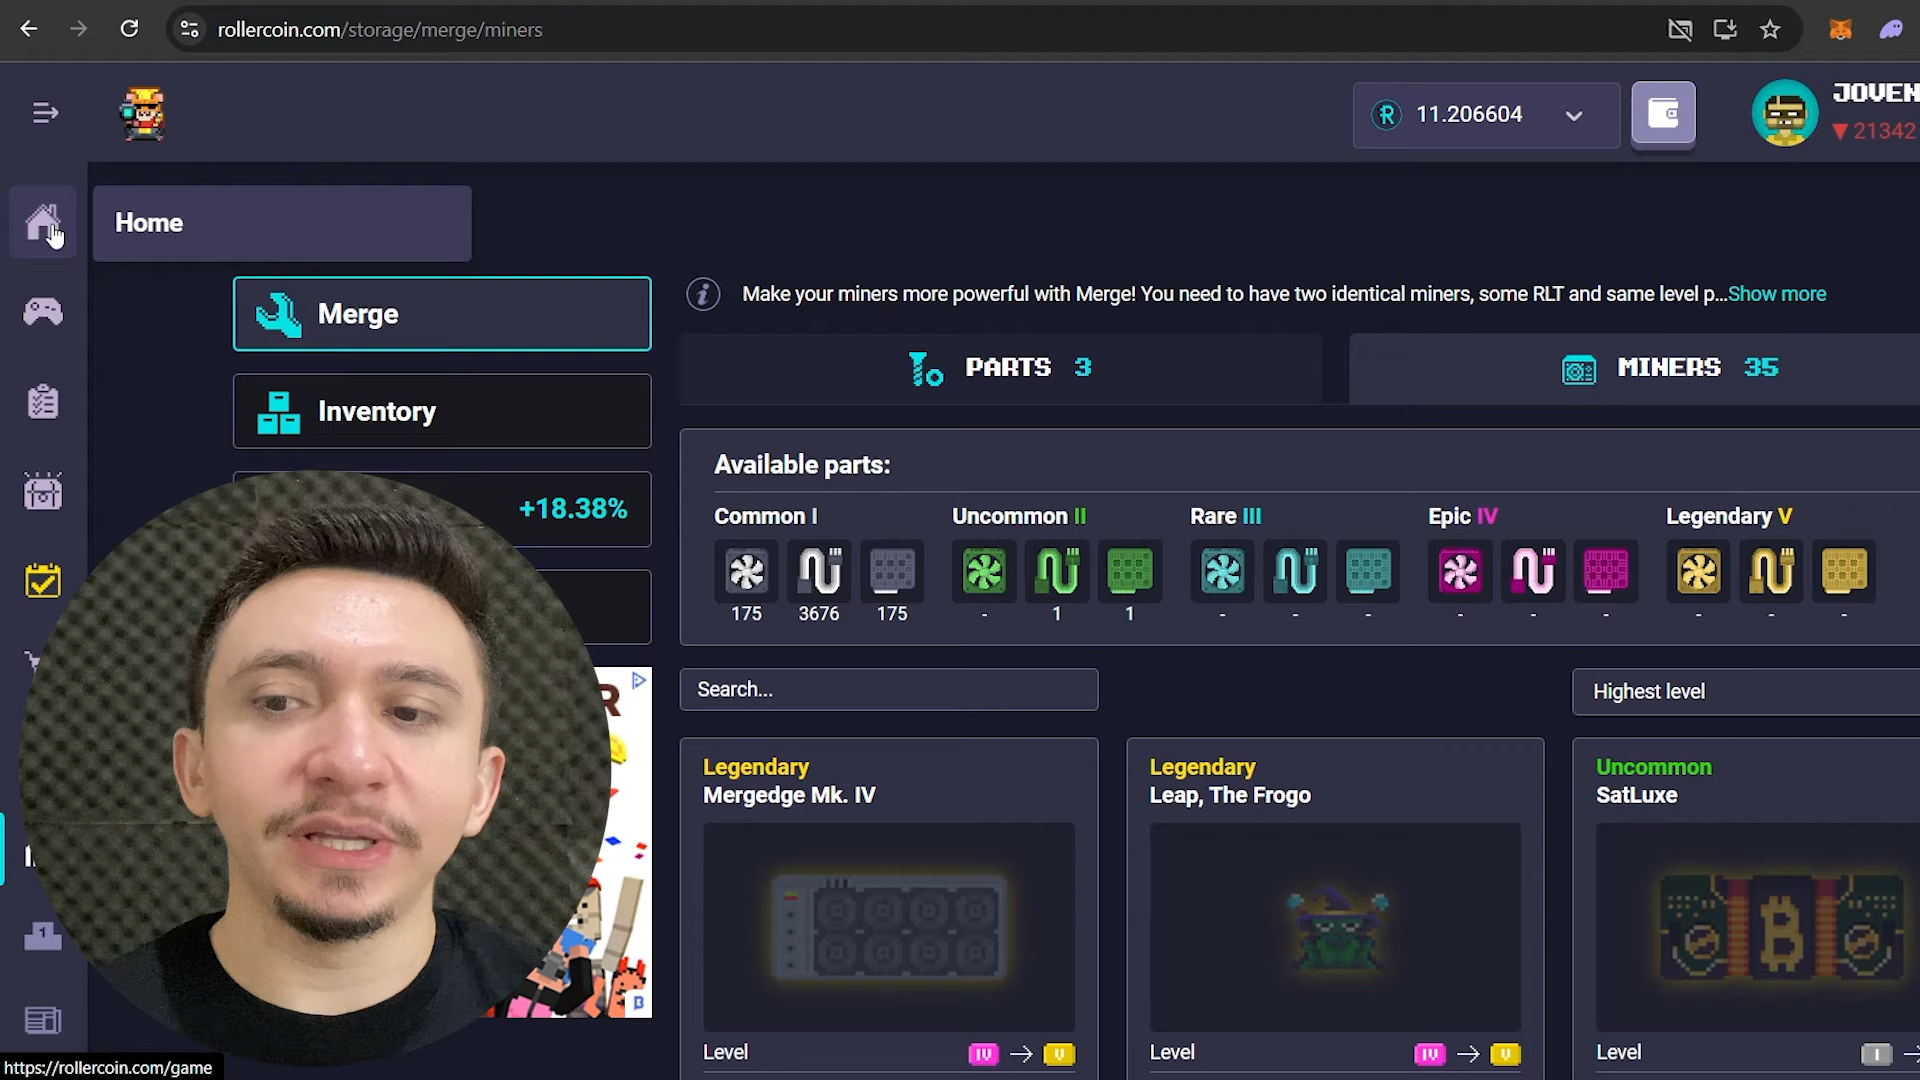 rollercoin.com/storage/merge/miners
11.206604
JOVEN
21342
Home
Merge
Make your miners more powerful with Merge! You need to have two identical miners, some RLT and same level p...Show more
PARTS 3
MINERS 35
Inventory
Available parts:
+18.38%
Common I
Uncommon II
Rare III
Epic IV
Legendary V
175
3676
175
-
1
1
-
-
-
-
-
-
-
-
-
Search...
Highest level
R
Legendary
Mergedge Mk. IV
Legendary
Leap, The Frogo
Uncommon
SatLuxe
1
Level
IV
V
Level
IV
V
Level
I
https://rollercoin.com/game